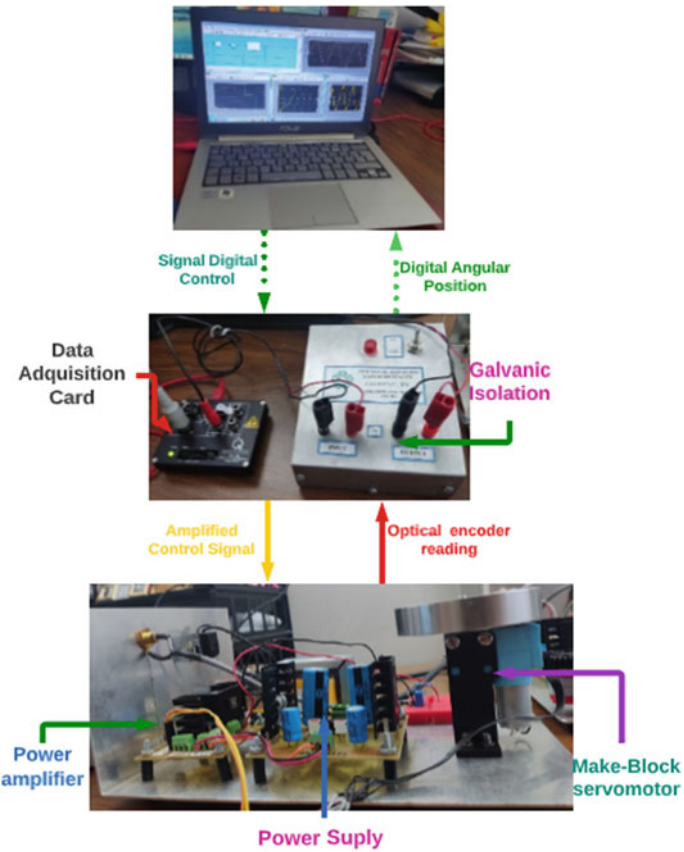 ASUS
Signal Digital
Control
Digital Angular
Position
Data
Adquisition
Card
Galvanic
Isolation
Amplified
Control Signal
Optical encoder
reading
Power
amplifier
Make-Block
servomotor
Power Suply